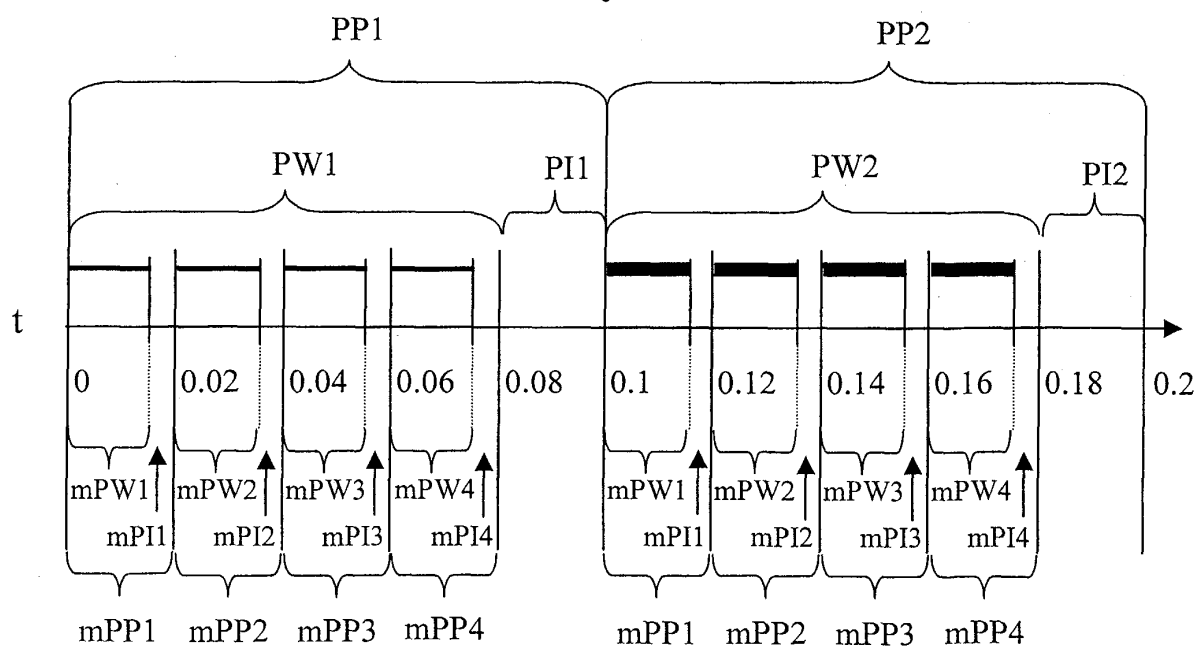 PP1 PP2
PW1 PI1 PW2 PI2
t
0 0.02 0.04 0.06 0.08 0.1 0.12 0.14 0.16 0.18 0.2
mPW1 mPW2 mPW3 mPW4 mPW1 mPW2 mPW3 mPW4
mPI1 mPI2 mPI3 mPI4 mPI1 mPI2 mPI3 mPI4
mPP1 mPP2 mPP3 mPP4 mPP1 mPP2 mPP3 mPP4